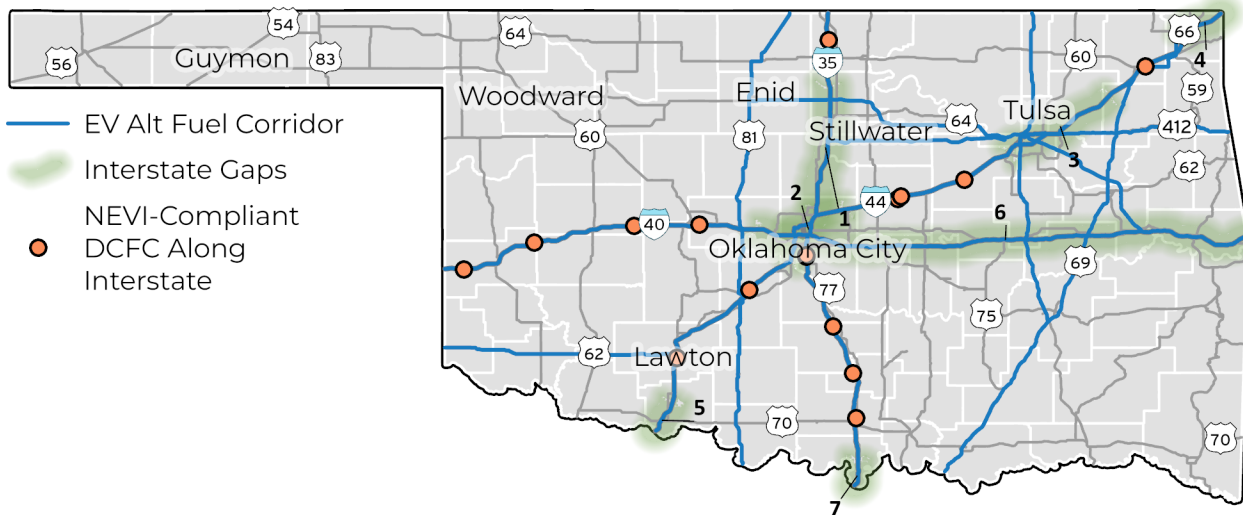 54
64
66
56
Guymon
83
35
60
4
59
Woodward
Enid
Tulsa
EV Alt Fuel Corridor
60
81
Stillwater
64
412
3
62
Interstate Gaps
NEVI-Compliant
DCFC Along
Interstate
40
2
1
44
6
Oklahoma City
69
77
75
62
Lawton
5
70
70
7